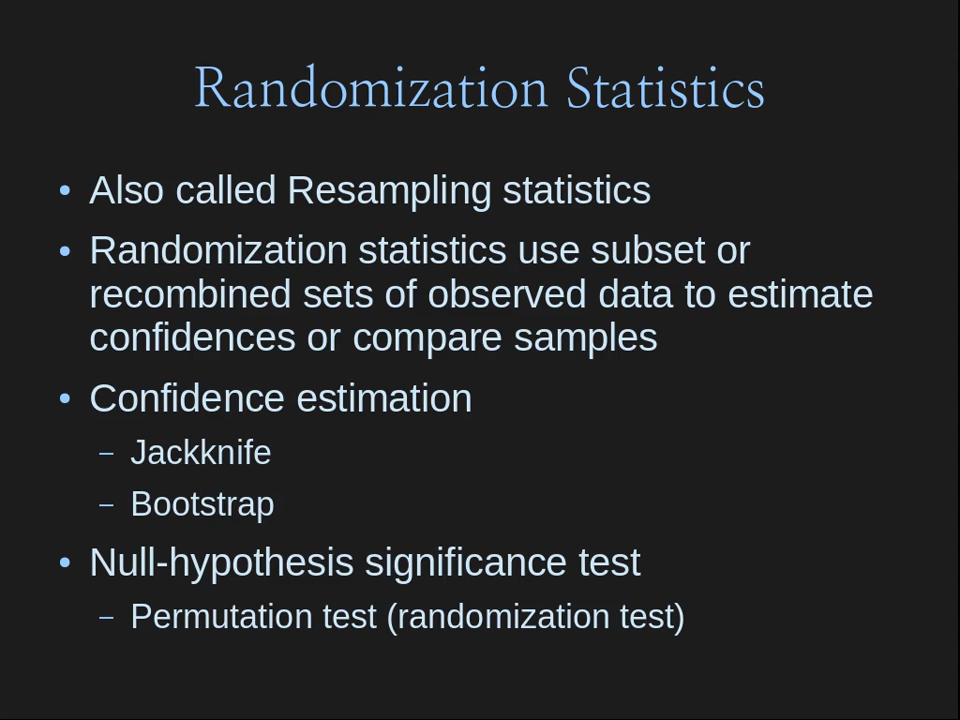 Randomization Statistics
• Also called Resampling statistics
• Randomization statistics use subset or
recombined sets of observed data to estimate
confidences or compare samples
• Confidence estimation
– Jackknife
– Bootstrap
• Null-hypothesis significance test
– Permutation test (randomization test)